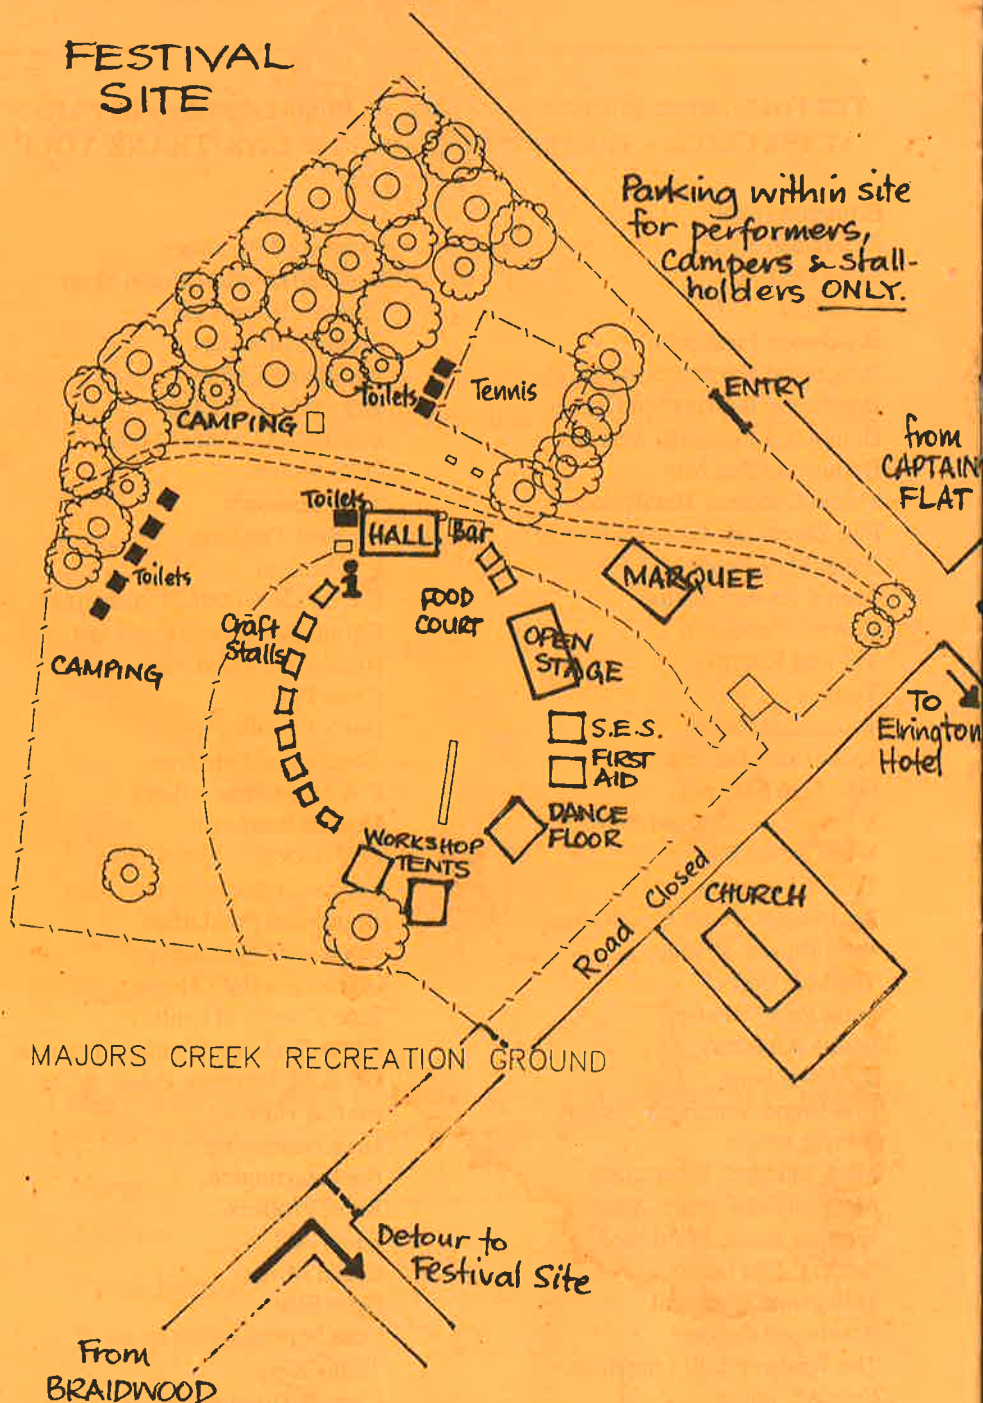 FESTIVAL
SITE
Parking within site
for performers,
Campers & stall-
holders ONLY.
ENTRY
from
CAPTAIN
FLAT
Tennis
Toilets
CAMPING
Toilets
HALL
Bar
i
Toilets
MARQUEE
FOOD
COURT
Craft
Stalls
OPEN
STAGE
CAMPING
To
Elrington
Hotel
S.E.S.
FIRST
AID
DANCE
FLOOR
WORKSHOP
TENTS
CHURCH
Road Closed
MAJORS CREEK RECREATION GROUND
Detour to
Festival Site
From
BRAIDWOOD